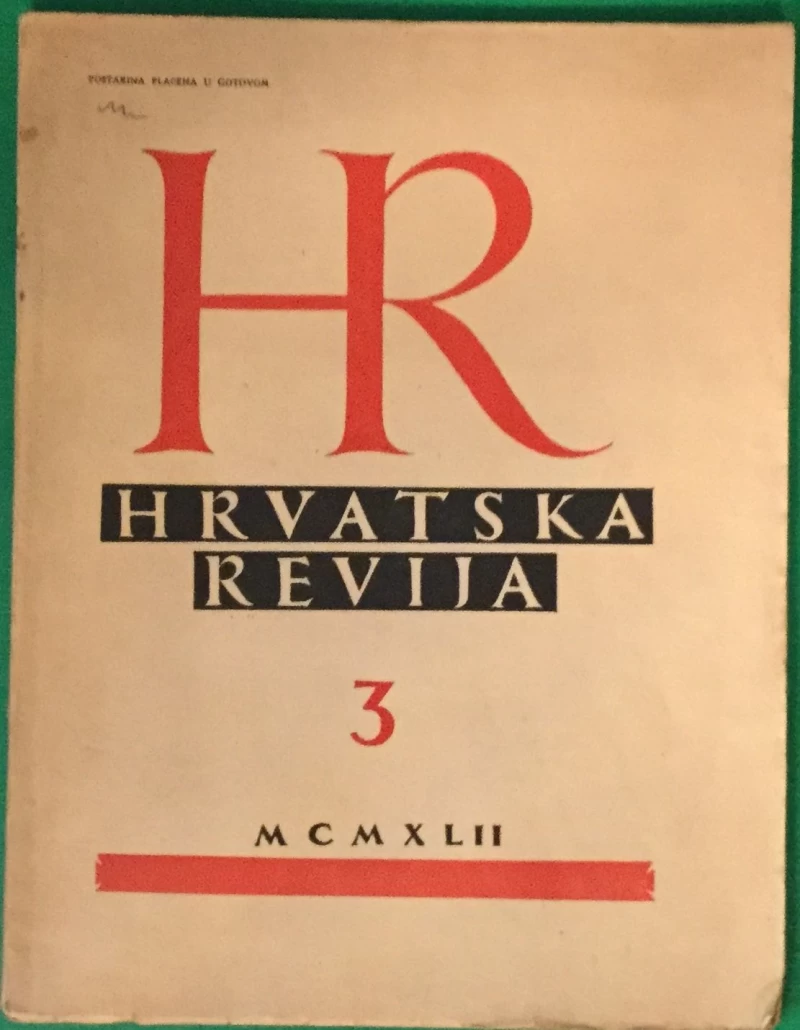 POŠTARINA PLAĆENA U GOTOVOM
HR
HRVATSKA
REVIJA
3
MCMXLII